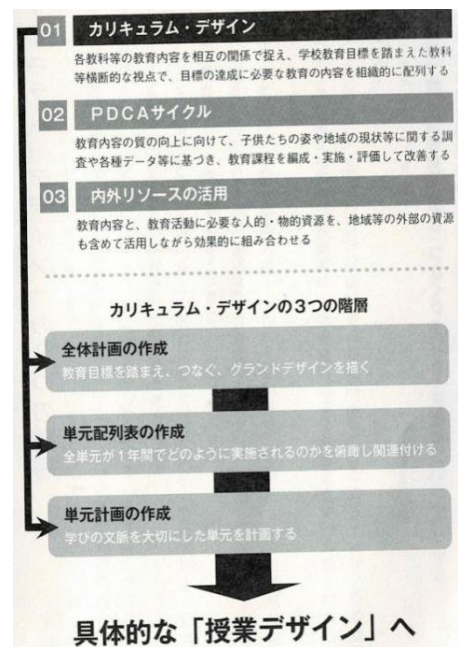 01 カリキュラム・デザイン
各教科等の教育内容を相互の関係で捉え、学校教育目標を踏まえた教科
等横断的な視点で、目標の達成に必要な教育の内容を組織的に配列する
02 PDCAサイクル
教育内容の質の向上に向けて、子供たちの姿や地域の現状等に関する調
査や各種データ等に基づき、教育課程を編成・実施・評価して改善する
03 内外リソースの活用
教育内容と、教育活動に必要な人的・物的資源を、地域等の外部の資源
も含めて活用しながら効果的に組み合わせる
カリキュラム・デザインの3つの階層
全体計画の作成
教育目標を踏まえ、つなぐ、グランドデザインを描く
単元配列表の作成
全単元が1年間でどのように実施されるのかを俯瞰し関連付ける
単元計画の作成
学びの文脈を大切にした単元を計画する
具体的な「授業デザイン」へ